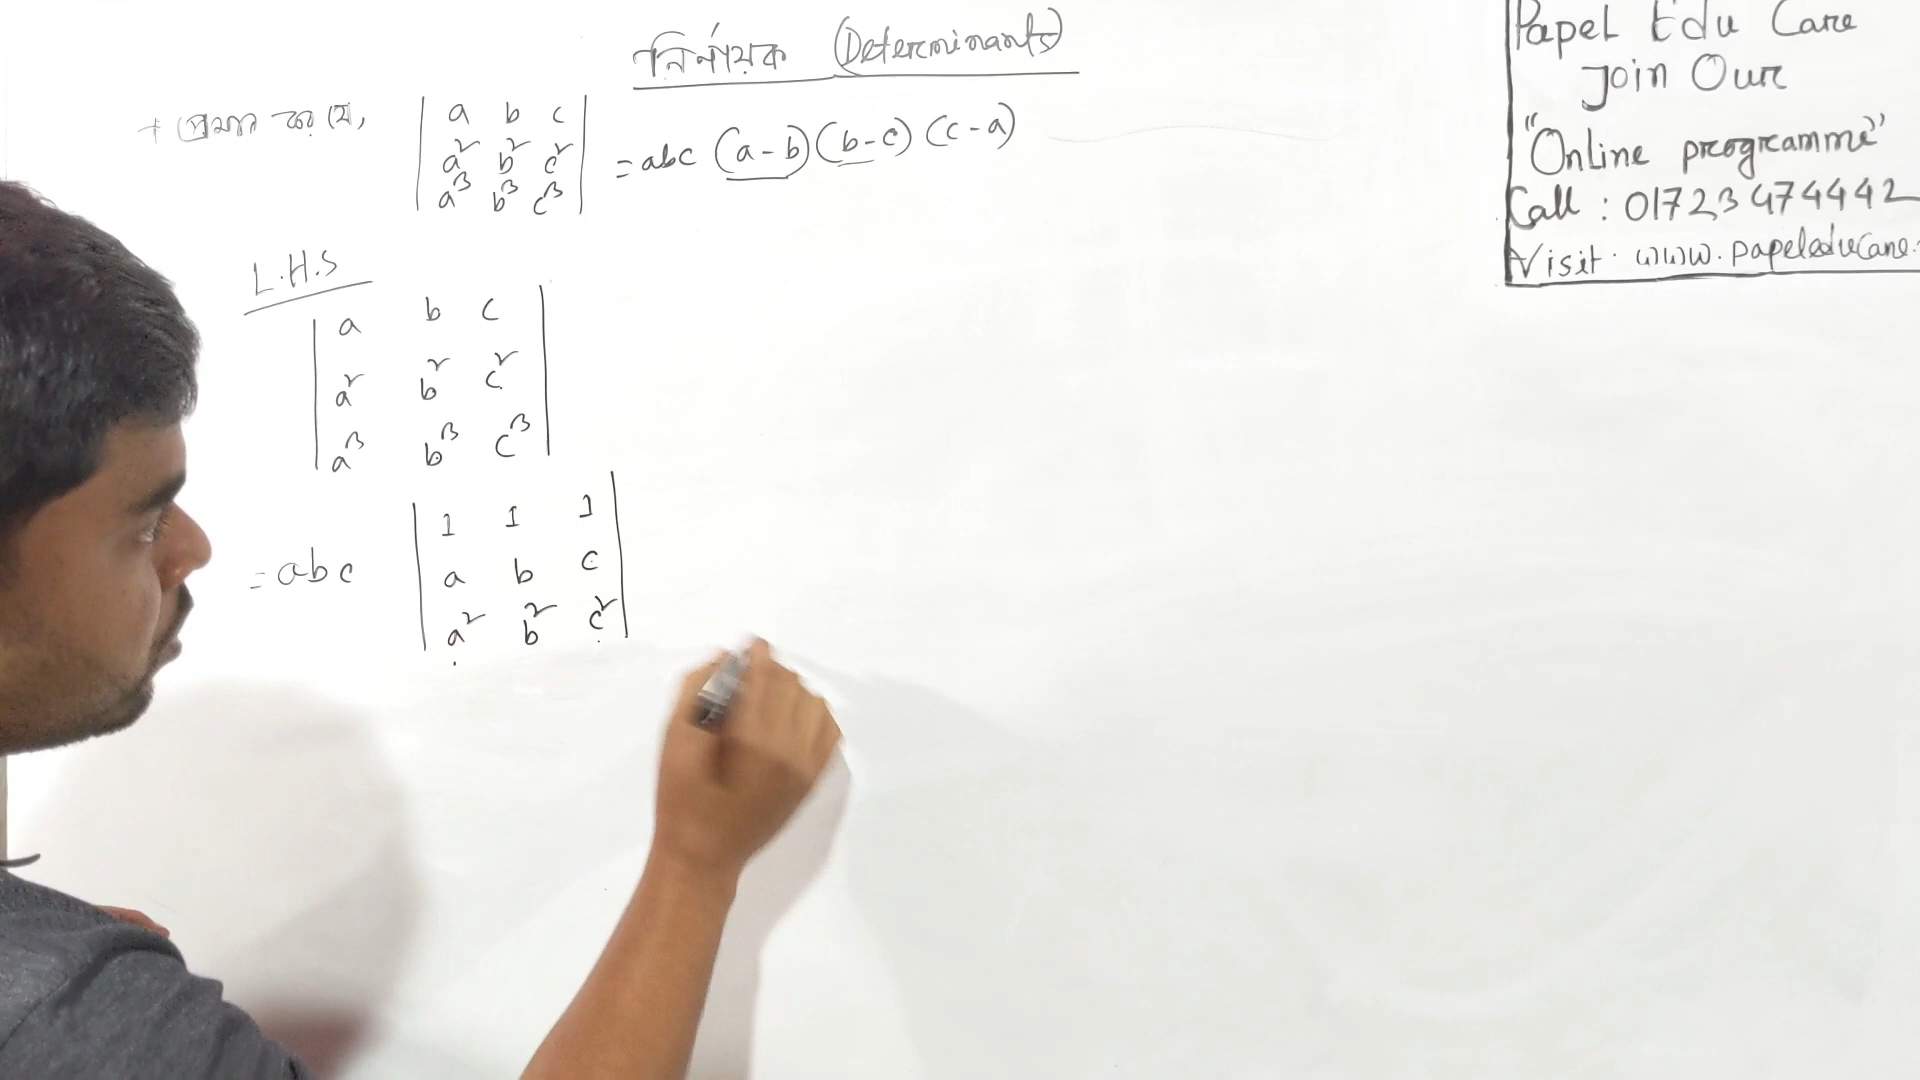 নির্ণায়ক (Determinants)
+ প্রমাণ কর যে, | a b c |
| a² b² c² | = abc (a-b)(b-c)(c-a)
| a³ b³ c³ |
L.H.S
| a b c |
| a² b² c² |
| a³ b³ c³ |
| 1 1 1 |
= abc | a b c |
| a² b² c² |
Papel Edu Care
Join Our
"Online programme"
Call : 01723474442
Visit: www.papeleducare.